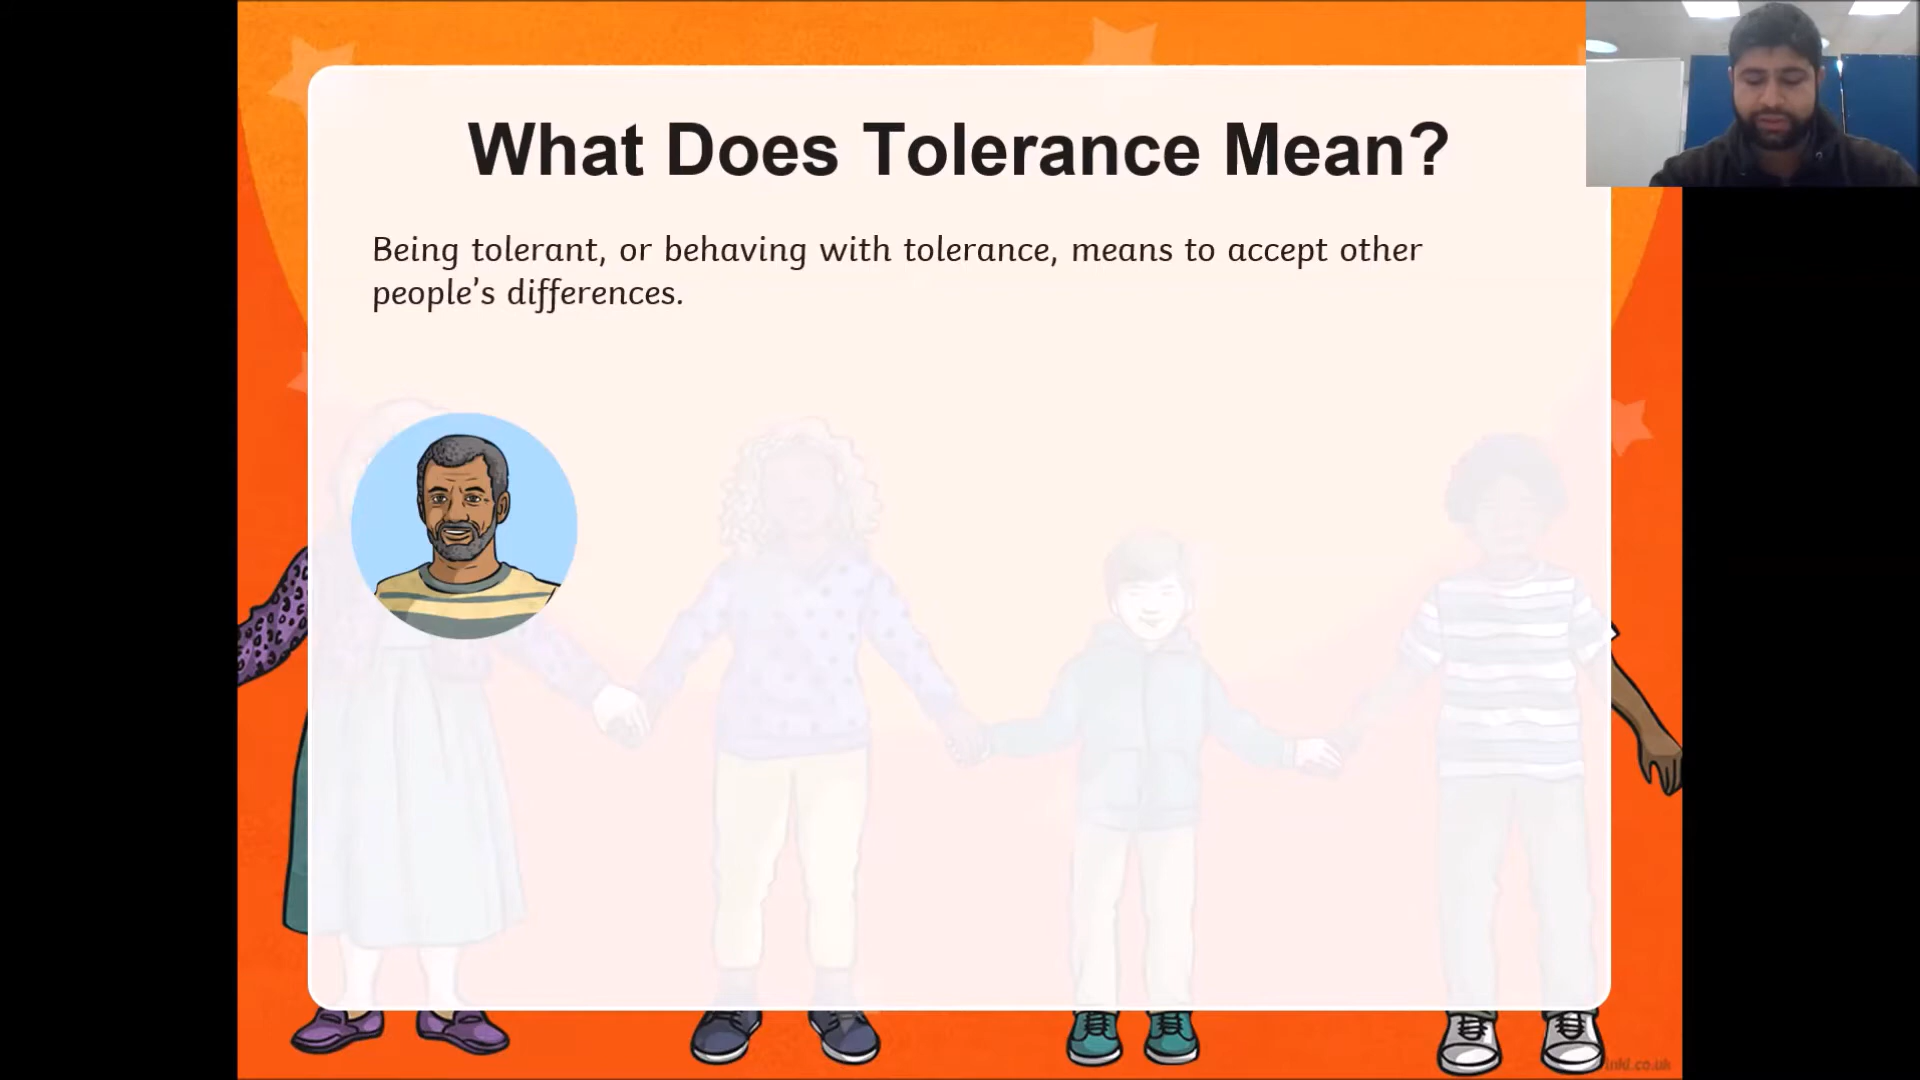 What Does Tolerance Mean?
Being tolerant, or behaving with tolerance, means to accept other
people’s differences.